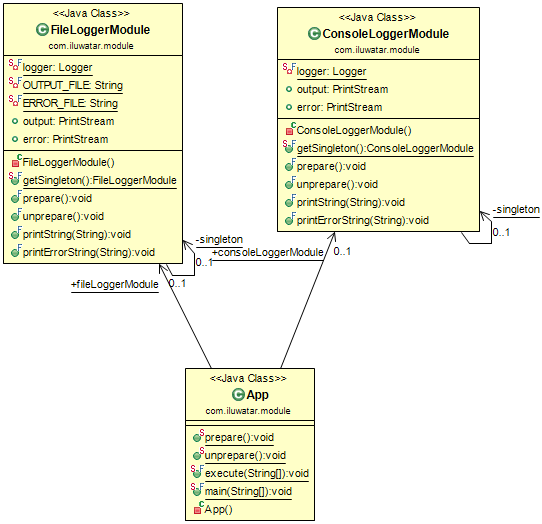 <<Java Class>>
FileLoggerModule
com.iluwatar.module
logger: Logger
OUTPUT_FILE: String
ERROR_FILE: String
output: PrintStream
error: PrintStream
FileLoggerModule()
getSingleton():FileLoggerModule
prepare():void
unprepare():void
printString(String):void
printErrorString(String):void
<<Java Class>>
ConsoleLoggerModule
com.iluwatar.module
logger: Logger
output: PrintStream
error: PrintStream
ConsoleLoggerModule()
getSingleton():ConsoleLoggerModule
prepare():void
unprepare():void
printString(String):void
printErrorString(String):void
-singleton
0..1
-singleton
0..1
+consoleLoggerModule
0..1
+fileLoggerModule
0..1
<<Java Class>>
App
com.iluwatar.module
prepare():void
unprepare():void
execute(String[]):void
main(String[]):void
App()